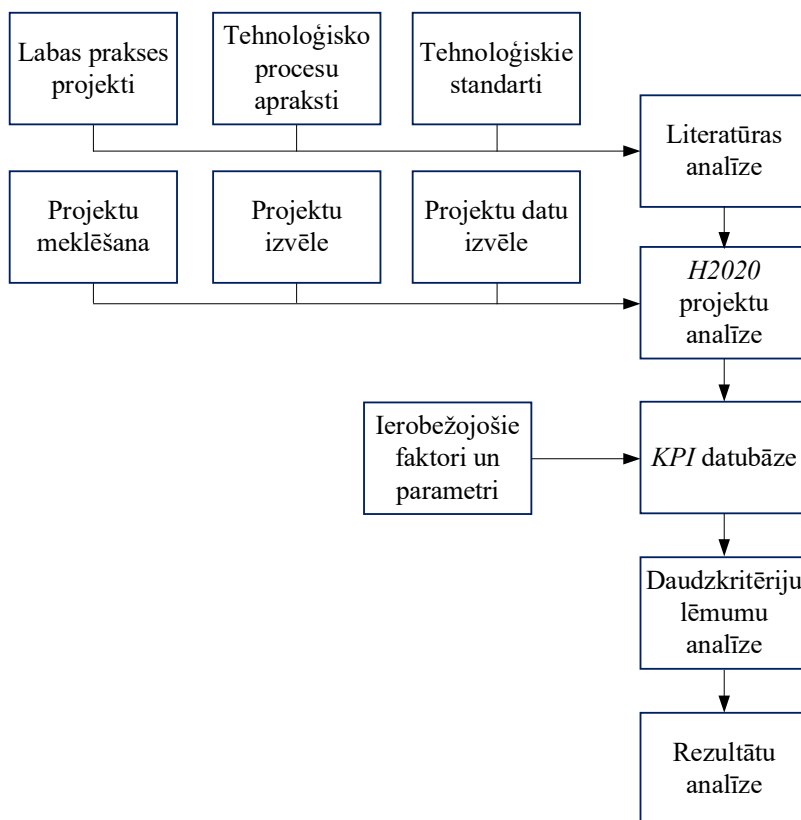 Labas prakses
projekti
Tehnoloģisko
procesu
apraksti
Tehnoloģiskie
standarti
Literatūras
analīze
Projektu
meklēšana
Projektu
izvēle
Projektu datu
izvēle
H2020
projektu
analīze
Ierobežojošie
faktori un
parametri
KPI datubāze
Daudzkritēriju
lēmumu
analīze
Rezultātu
analīze